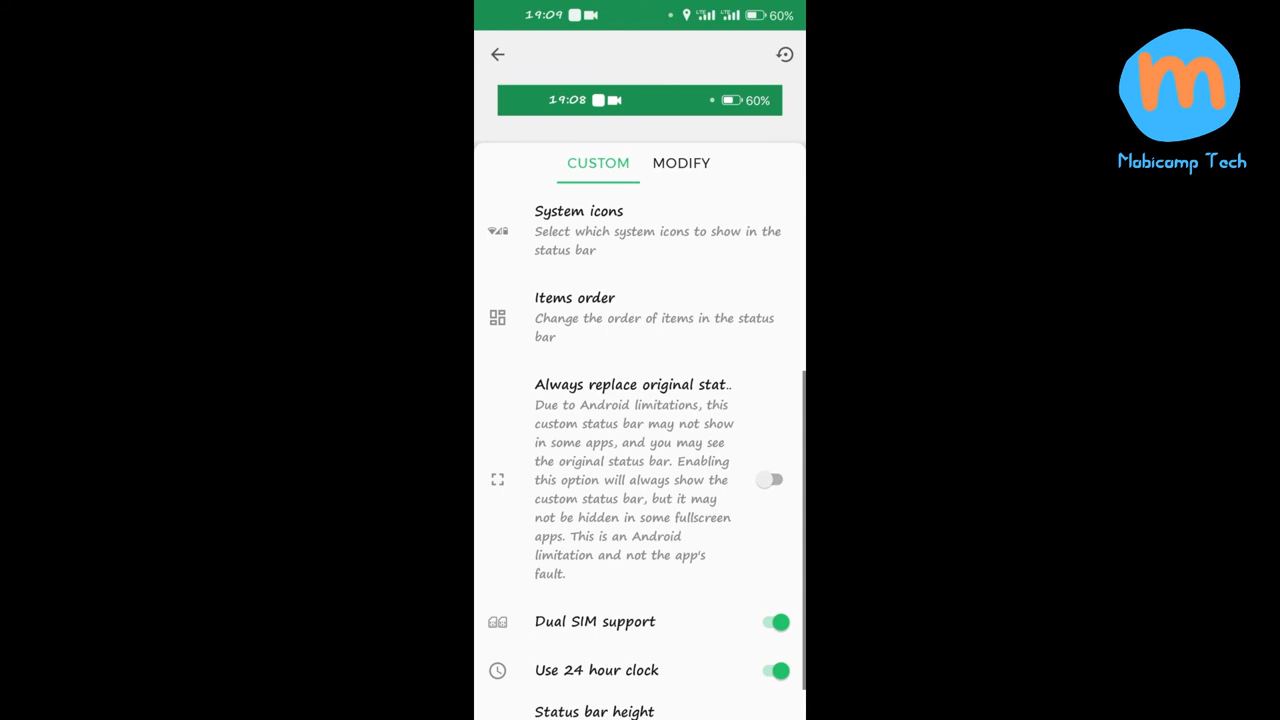 19:09 LTE LTE 60%
19:08 60%
CUSTOM MODIFY
System icons
Select which system icons to show in the
status bar
Items order
Change the order of items in the status
bar
Always replace original stat..
Due to Android limitations, this
custom status bar may not show
in some apps, and you may see
the original status bar. Enabling
this option will always show the
custom status bar, but it may
not be hidden in some fullscreen
apps. This is an Android
limitation and not the app's
fault.
Dual SIM support
Use 24 hour clock
Status bar height
m
Mobicamp Tech